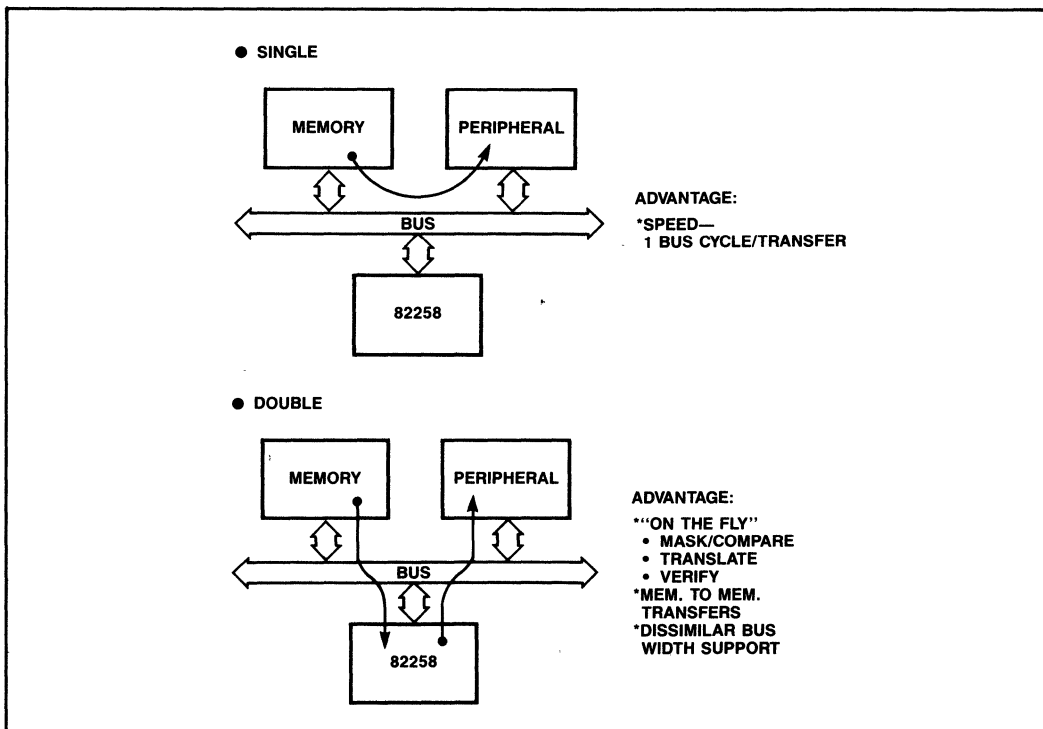 ● SINGLE
MEMORY
PERIPHERAL
BUS
82258
ADVANTAGE:
*SPEED—
1 BUS CYCLE/TRANSFER
● DOUBLE
MEMORY
PERIPHERAL
BUS
82258
ADVANTAGE:
*“ON THE FLY”
• MASK/COMPARE
• TRANSLATE
• VERIFY
*MEM. TO MEM.
TRANSFERS
*DISSIMILAR BUS
WIDTH SUPPORT